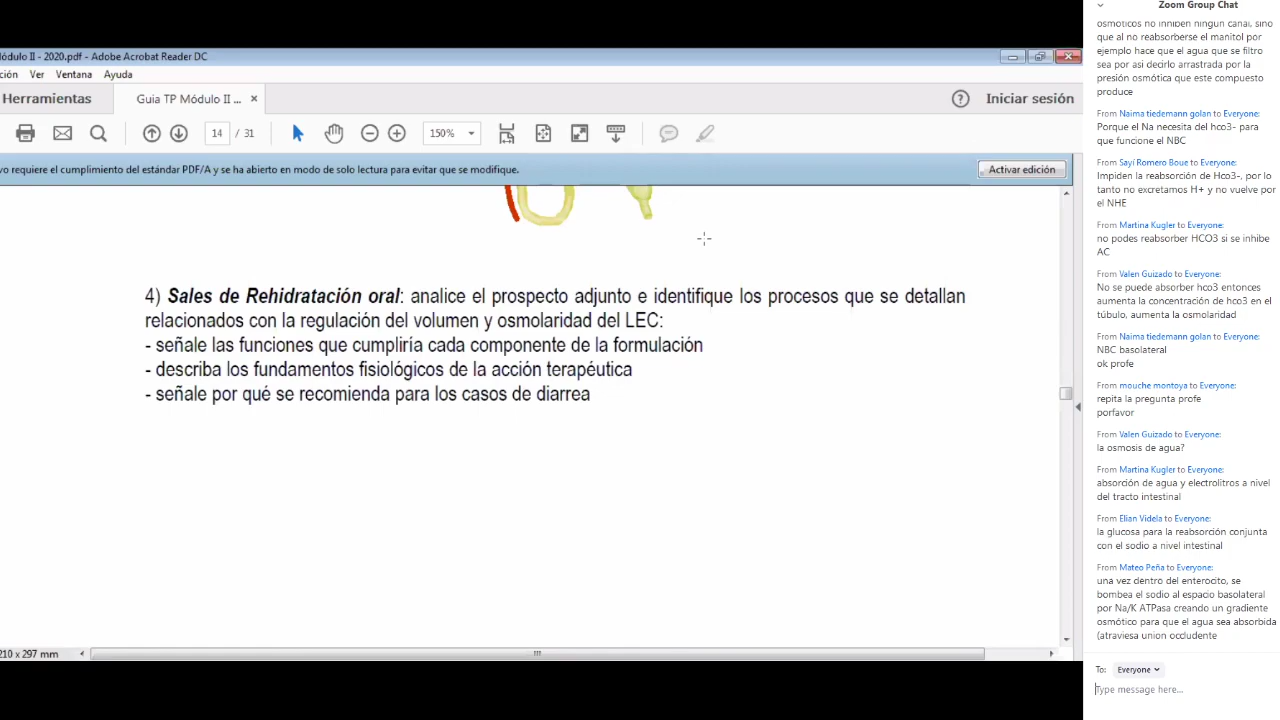 Zoom Group Chat
ódulo II - 2020.pdf - Adobe Acrobat Reader DC
ción Ver Ventana Ayuda
Herramientas
Guia TP Módulo II ...
Iniciar sesión
14 / 31
150%
vo requiere el cumplimiento del estándar PDF/A y se ha abierto en modo de solo lectura para evitar que se modifique.
Activar edición
4) Sales de Rehidratación oral: analice el prospecto adjunto e identifique los procesos que se detallan
relacionados con la regulación del volumen y osmolaridad del LEC:
- señale las funciones que cumpliría cada componente de la formulación
- describa los fundamentos fisiológicos de la acción terapéutica
- señale por qué se recomienda para los casos de diarrea
210 x 297 mm
osmoticos no inhiben ningun canal, sino
que al no reabsorberse el manitol por
ejemplo hace que el agua que se filtro
sea por asi decirlo arrastrada por la
presión osmótica que este compuesto
produce
From Naima tiedemann golan to Everyone:
Porque el Na necesita del hco3- para
que funcione el NBC
From Sayí Romero Boue to Everyone:
Impiden la reabsorción de Hco3-, por lo
tanto no excretamos H+ y no vuelve por
el NHE
From Martina Kugler to Everyone:
no podes reabsorber HCO3 si se inhibe
AC
From Valen Guizado to Everyone:
No se puede absorber hco3 entonces
aumenta la concentración de hco3 en el
túbulo, aumenta la osmolaridad
From Naima tiedemann golan to Everyone:
NBC basolateral
ok profe
From mouche montoya to Everyone:
repita la pregunta profe
porfavor
From Valen Guizado to Everyone:
la osmosis de agua?
From Martina Kugler to Everyone:
absorción de agua y electrolitros a nivel
del tracto intestinal
From Elian Videla to Everyone:
la glucosa para la reabsorción conjunta
con el sodio a nivel intestinal
From Mateo Peña to Everyone:
una vez dentro del enterocito, se
bombea el sodio al espacio basolateral
por Na/K ATPasa creando un gradiente
osmótico para que el agua sea absorbida
(atraviesa union occludente
To: Everyone
Type message here...